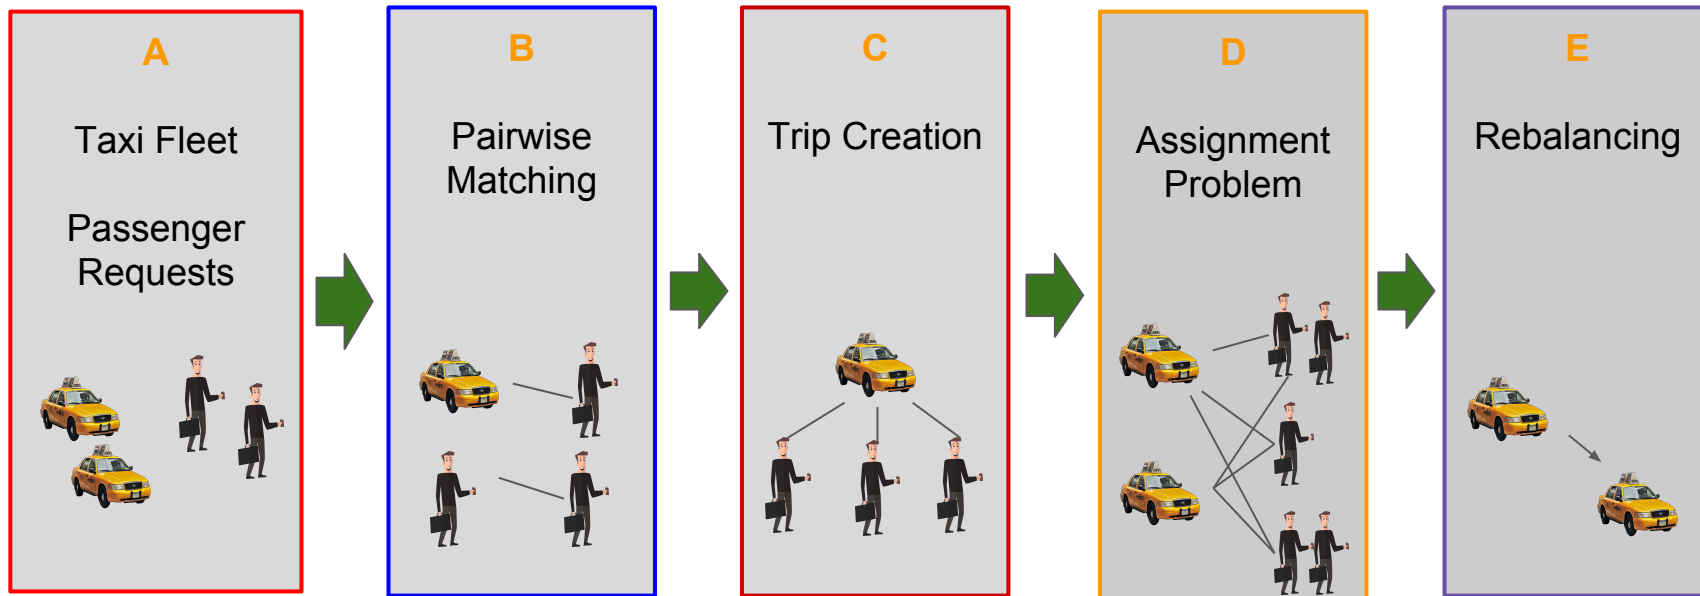 A
Taxi Fleet
Passenger
Requests
B
Pairwise
Matching
C
Trip Creation
D
Assignment
Problem
E
Rebalancing